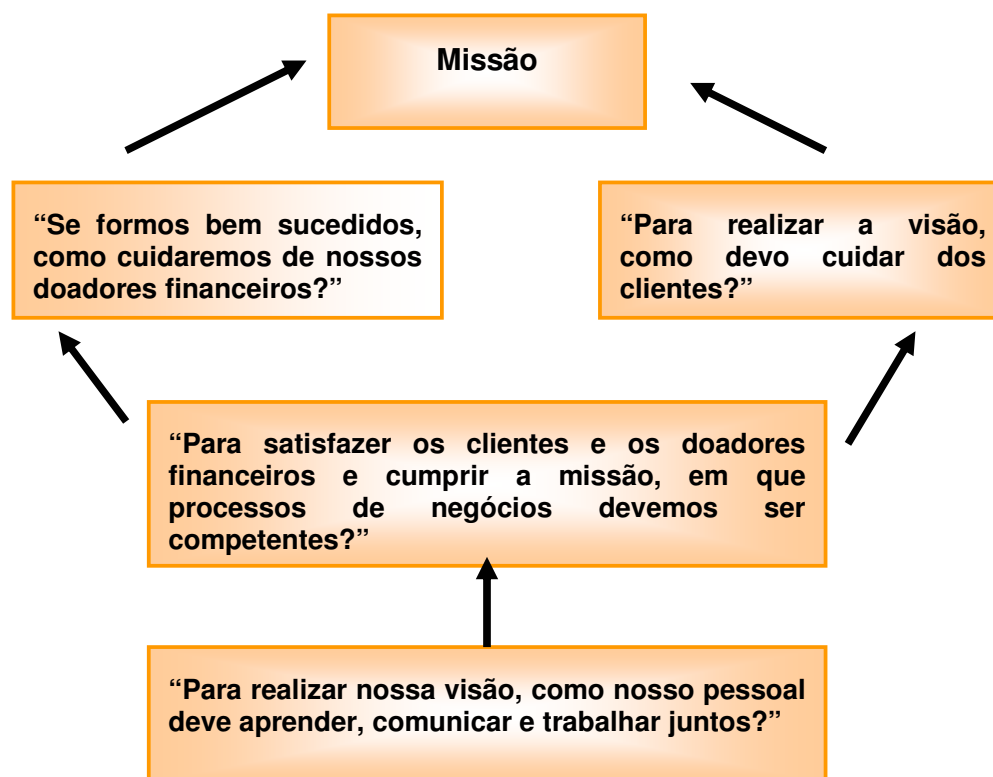 Missão
“Se formos bem sucedidos,
como cuidaremos de nossos
doadores financeiros?”
“Para realizar a visão,
como devo cuidar dos
clientes?”
“Para satisfazer os clientes e os doadores
financeiros e cumprir a missão, em que
processos de negócios devemos ser
competentes?”
“Para realizar nossa visão, como nosso pessoal
deve aprender, comunicar e trabalhar juntos?”